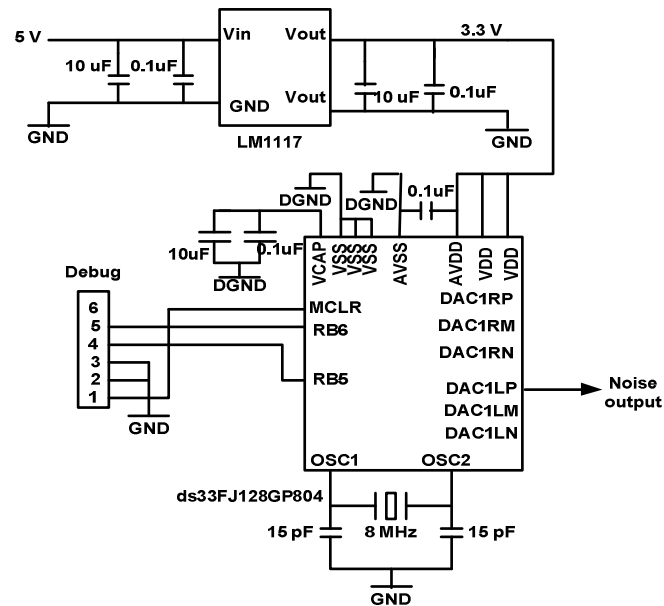 5 V
Vin
Vout
3.3 V
10 uF
0.1uF
10 uF
0.1uF
GND
Vout
GND
GND
LM1117
DGND
DGND
0.1uF
10uF
0.1uF
DGND
VCAP
VSS
VSS
VSS
AVSS
AVDD
VDD
VDD
Debug
6
5
4
3
2
1
GND
MCLR
RB6
RB5
DAC1RP
DAC1RM
DAC1RN
DAC1LP
DAC1LM
DAC1LN
Noise
output
OSC1
OSC2
ds33FJ128GP804
15 pF
8 MHz
15 pF
GND